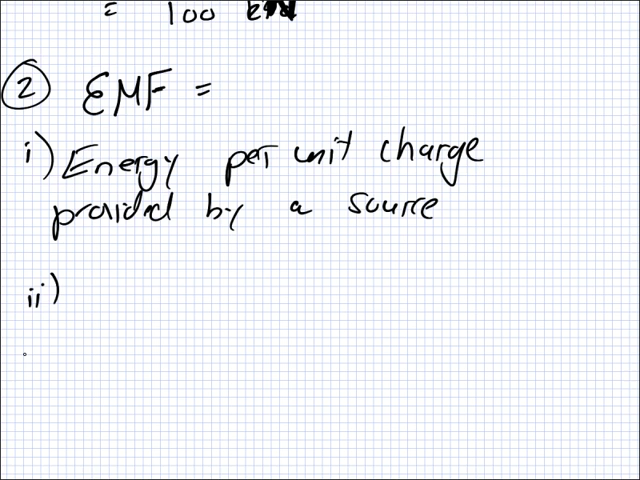 = 100
② EMF =
i) Energy per unit charge
provided by a source
ii)